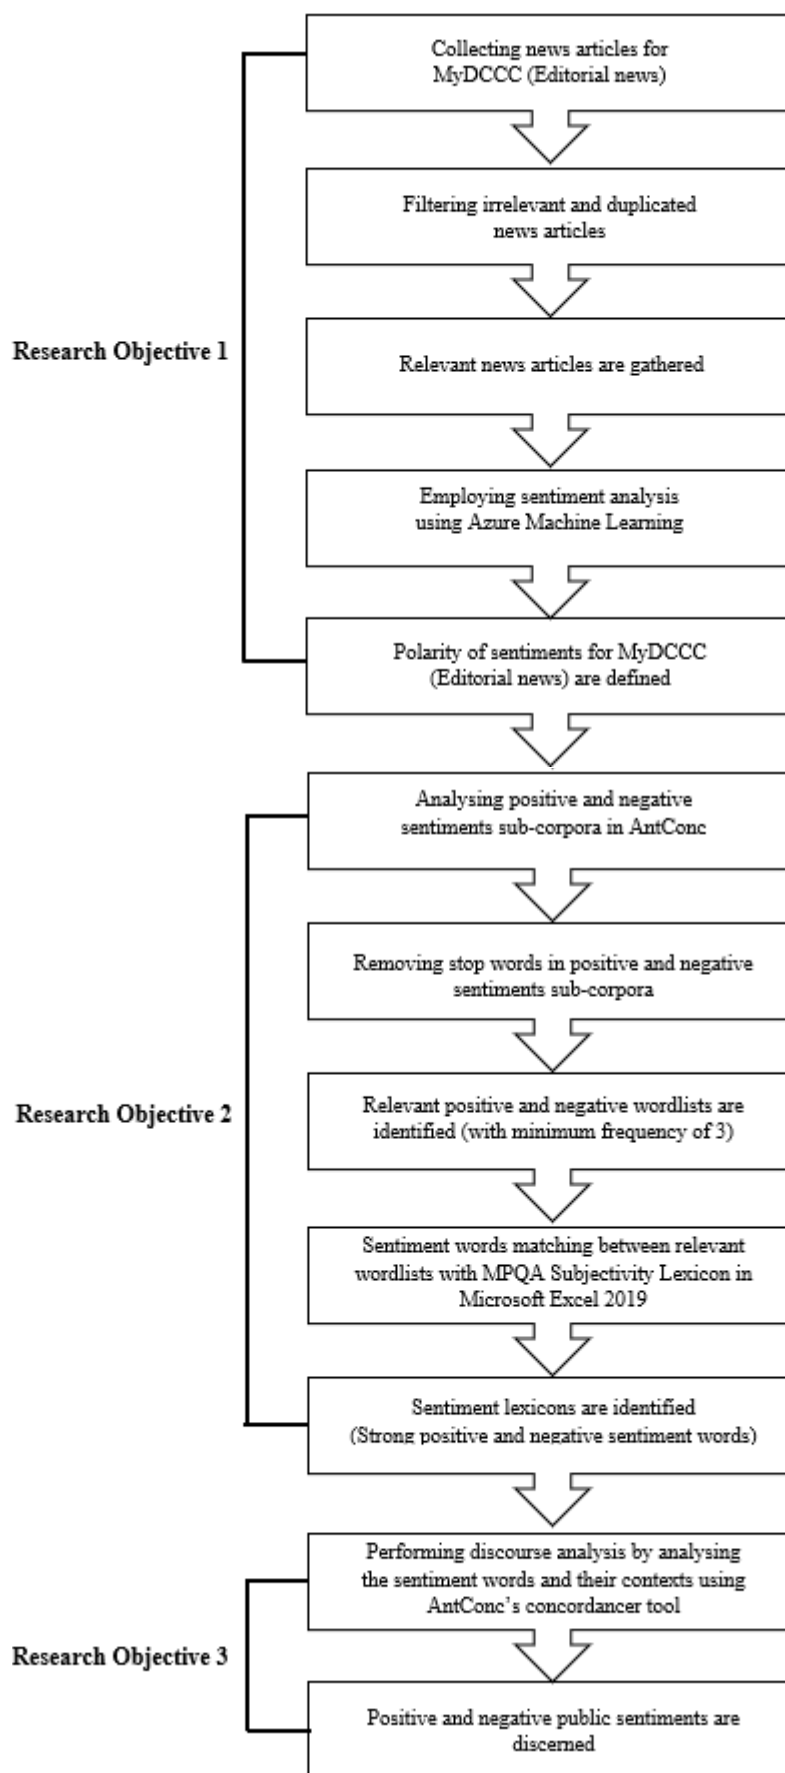 Collecting news articles for
MyDCCC (Editorial news)
Filtering irrelevant and duplicated
news articles
Research Objective 1
Relevant news articles are gathered
Employing sentiment analysis
using Azure Machine Learning
Polarity of sentiments for MyDCCC
(Editorial news) are defined
Analysing positive and negative
sentiments sub-corpora in AntConc
Removing stop words in positive and negative
sentiments sub-corpora
Research Objective 2
Relevant positive and negative wordlists are
identified (with minimum frequency of 3)
Sentiment words matching between relevant
wordlists with MPQA Subjectivity Lexicon in
Microsoft Excel 2019
Sentiment lexicons are identified
(Strong positive and negative sentiment words)
Performing discourse analysis by analysing
the sentiment words and their contexts using
AntConc’s concordancer tool
Research Objective 3
Positive and negative public sentiments are
discerned